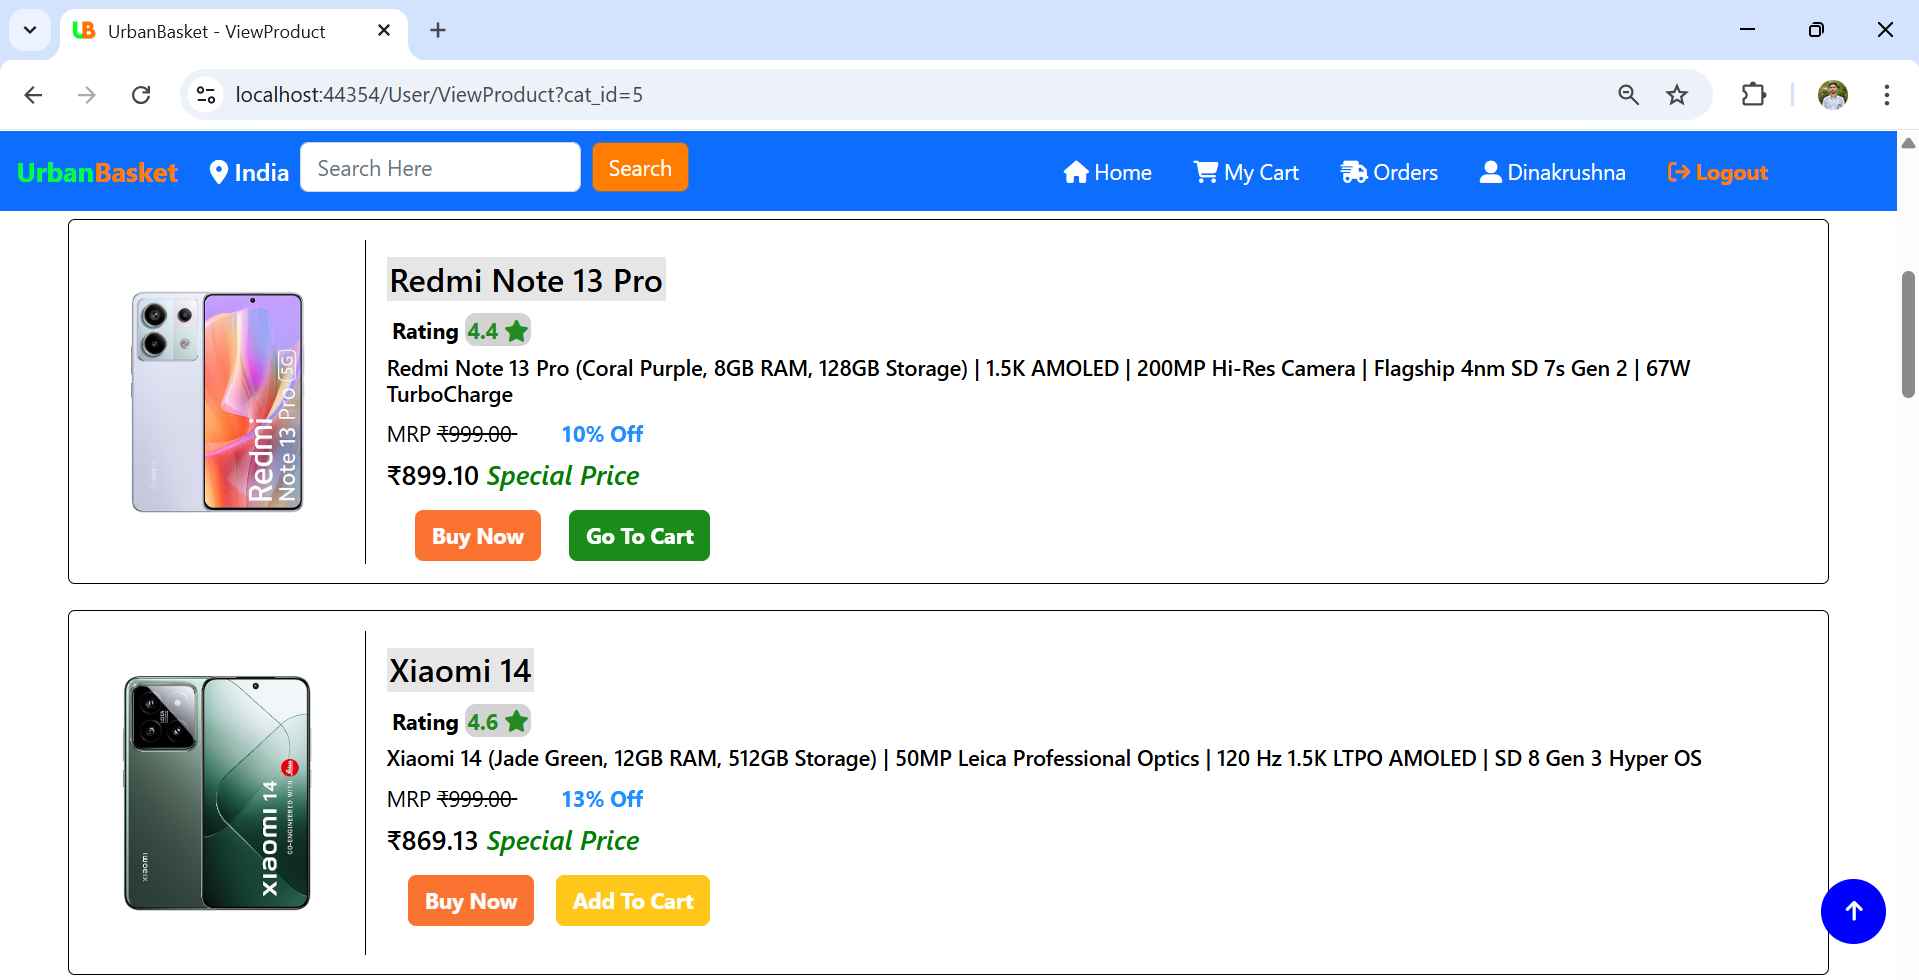 UB UrbanBasket - ViewProduct
localhost:44354/User/ViewProduct?cat_id=5
UrbanBasket India Search Here Search Home My Cart Orders Dinakrushna Logout
Redmi Note 13 Pro
Rating 4.4
Redmi Note 13 Pro (Coral Purple, 8GB RAM, 128GB Storage) | 1.5K AMOLED | 200MP Hi-Res Camera | Flagship 4nm SD 7s Gen 2 | 67W
TurboCharge
MRP ₹999.00 10% Off
₹899.10 Special Price
Buy Now Go To Cart
Redmi
Note 13 Pro 5G
Xiaomi 14
Rating 4.6
Xiaomi 14 (Jade Green, 12GB RAM, 512GB Storage) | 50MP Leica Professional Optics | 120 Hz 1.5K LTPO AMOLED | SD 8 Gen 3 Hyper OS
MRP ₹999.00 13% Off
₹869.13 Special Price
Buy Now Add To Cart
xiaomi
xiaomi 14
CO-ENGINEERED WITH